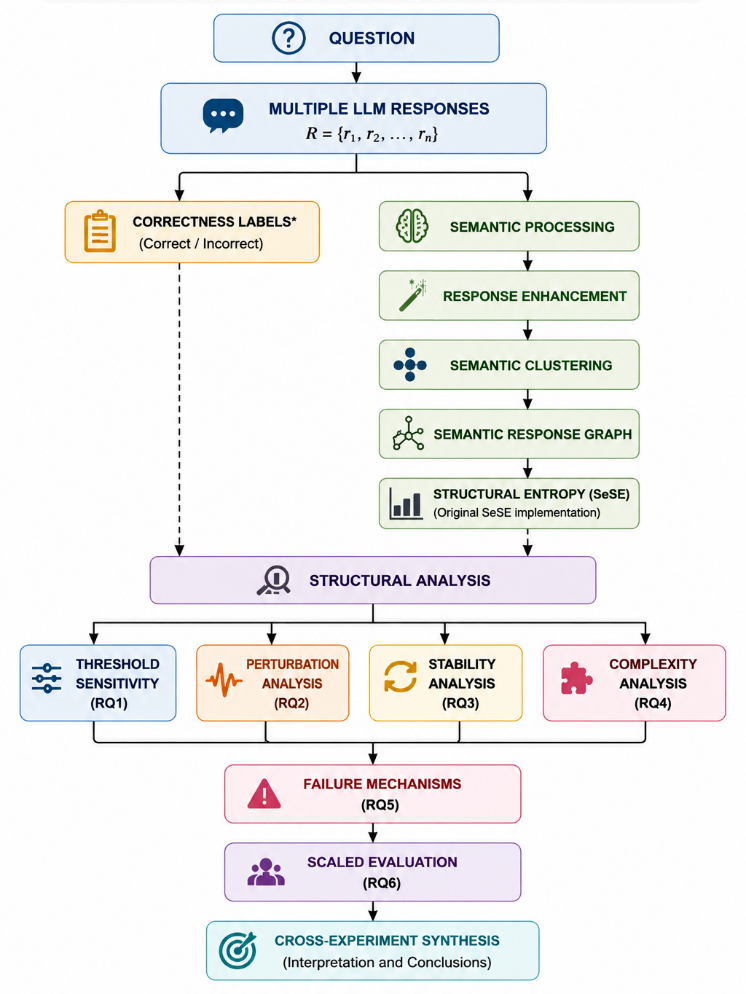 QUESTION
MULTIPLE LLM RESPONSES
R = {r₁, r₂, ..., rₙ}
CORRECTNESS LABELS*
(Correct / Incorrect)
SEMANTIC PROCESSING
RESPONSE ENHANCEMENT
SEMANTIC CLUSTERING
SEMANTIC RESPONSE GRAPH
STRUCTURAL ENTROPY (SeSE)
(Original SeSE implementation)
STRUCTURAL ANALYSIS
THRESHOLD
SENSITIVITY
(RQ1)
PERTURBATION
ANALYSIS
(RQ2)
STABILITY
ANALYSIS
(RQ3)
COMPLEXITY
ANALYSIS
(RQ4)
FAILURE MECHANISMS
(RQ5)
SCALED EVALUATION
(RQ6)
CROSS-EXPERIMENT SYNTHESIS
(Interpretation and Conclusions)